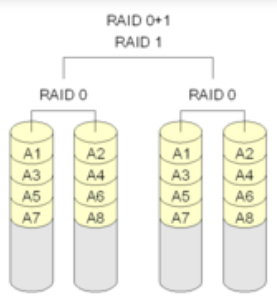 RAID 0+1
RAID 1
RAID 0 RAID 0
A1 A2 A1 A2
A3 A4 A3 A4
A5 A6 A5 A6
A7 A8 A7 A8